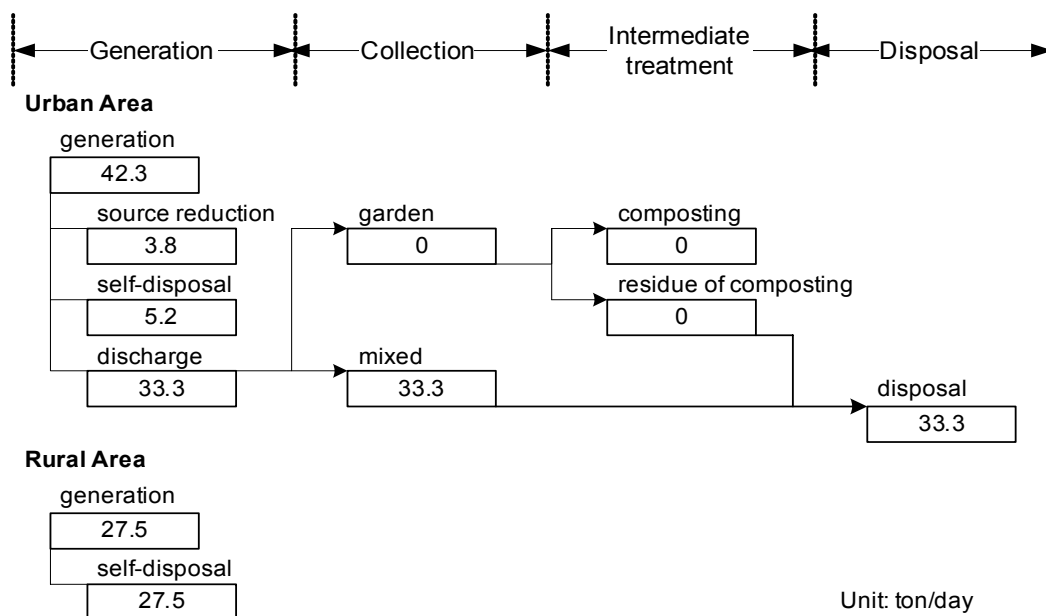 Generation
Collection
Intermediate
treatment
Disposal
Urban Area
generation
42.3
source reduction
garden
composting
3.8
0
0
self-disposal
residue of composting
5.2
0
discharge
mixed
33.3
33.3
disposal
33.3
Rural Area
generation
27.5
self-disposal
27.5
Unit: ton/day